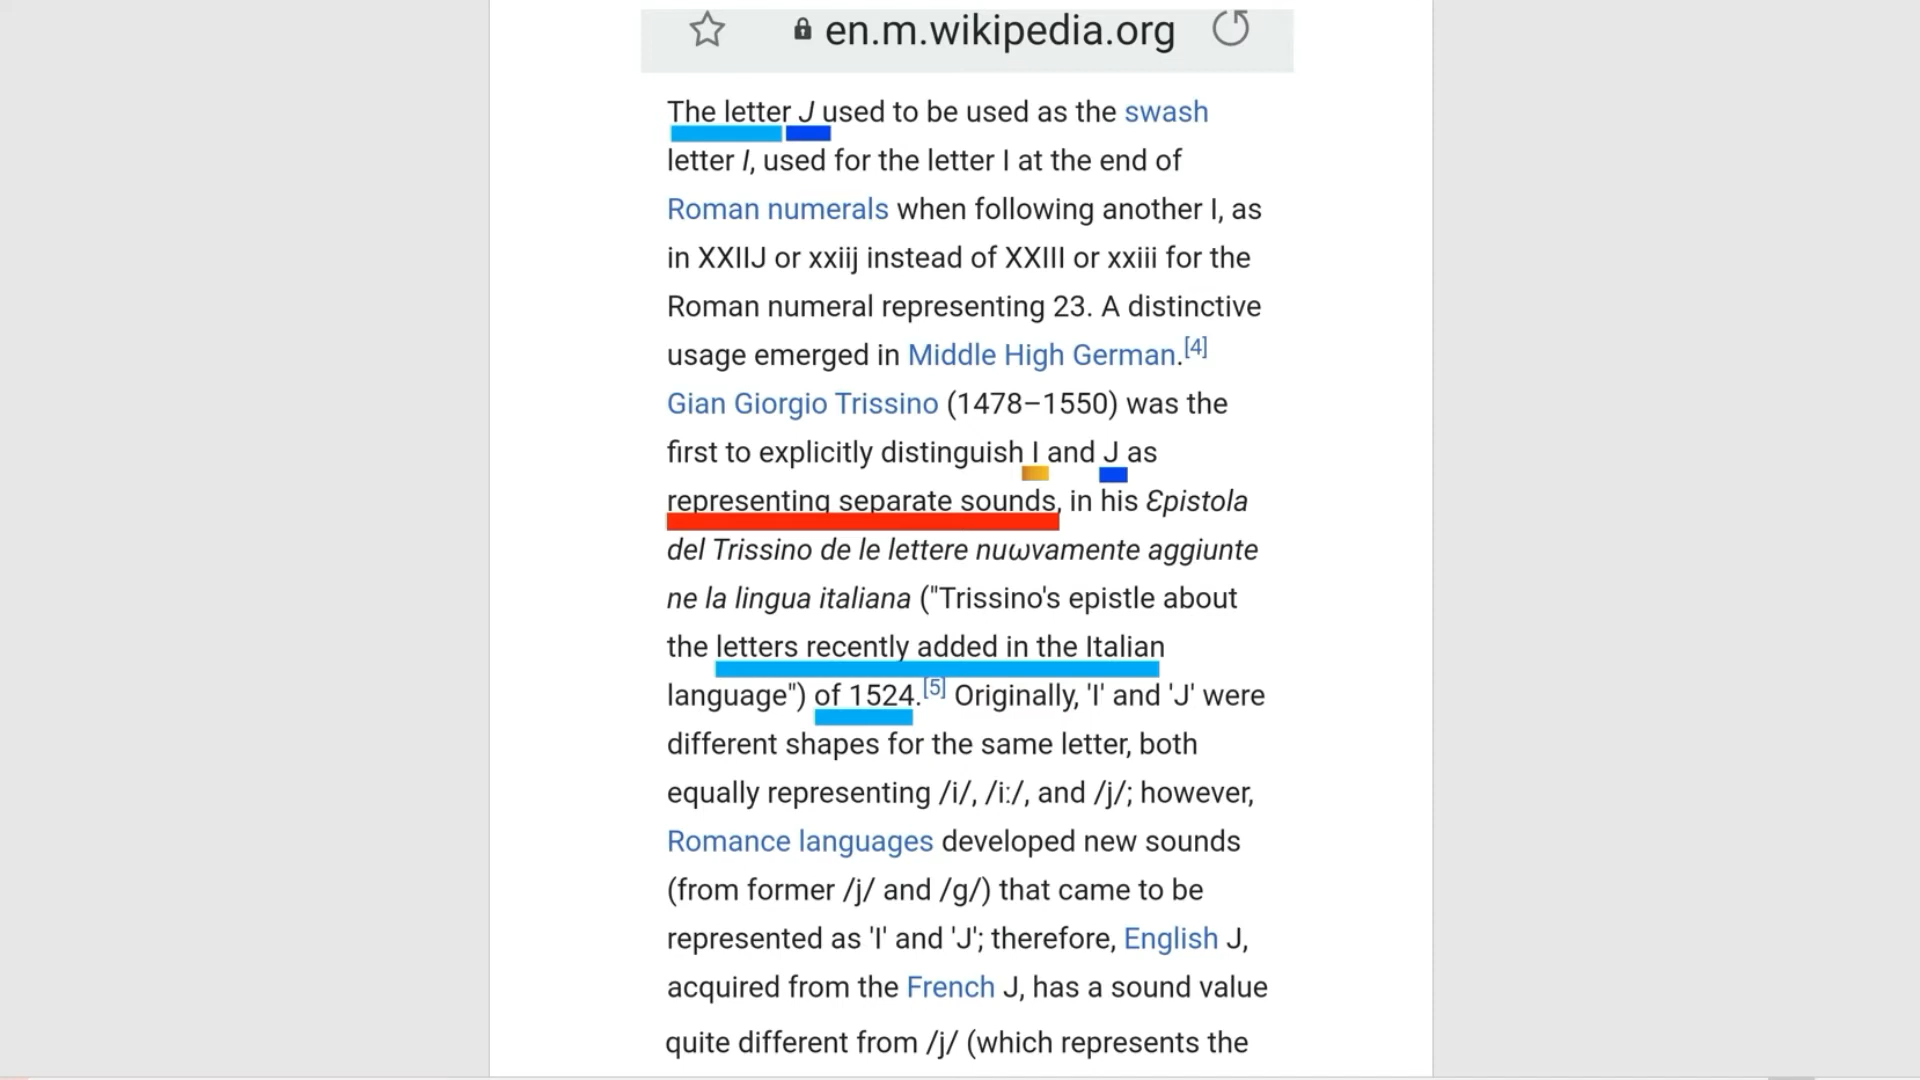 en.m.wikipedia.org
The letter J used to be used as the swash
letter I, used for the letter I at the end of
Roman numerals when following another I, as
in XXIIJ or xxiij instead of XXIII or xxiii for the
Roman numeral representing 23. A distinctive
usage emerged in Middle High German.[4]
Gian Giorgio Trissino (1478–1550) was the
first to explicitly distinguish I and J as
representing separate sounds, in his Ɛpistola
del Trissino de le lettere nuωvamente aggiunte
ne la lingua italiana ("Trissino's epistle about
the letters recently added in the Italian
language") of 1524.[5] Originally, 'I' and 'J' were
different shapes for the same letter, both
equally representing /i/, /iː/, and /j/; however,
Romance languages developed new sounds
(from former /j/ and /ɡ/) that came to be
represented as 'I' and 'J'; therefore, English J,
acquired from the French J, has a sound value
quite different from /j/ (which represents the